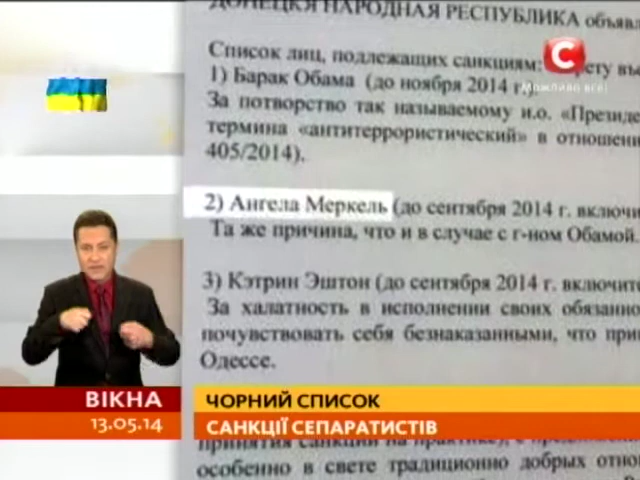 ДОНЕЦКАЯ НАРОДНАЯ РЕСПУБЛИКА объявл
Список лиц, подлежащих санкциям:
1) Барак Обама (до ноября 2014 г.
За потворство так называемому и.о. «Президе
термина «антитеррористический» в отношени
405/2014).
2) Ангела Меркель (до сентября 2014 г. включит
Та же причина, что и в случае с г-ном Обамой.
3) Кэтрин Эштон (до сентября 2014 г. включите
За халатность в исполнении своих обязанно
почувствовать себя безнаказанными, что при
Одессе.
С
Можливо все!
ВІКНА
13.05.14
ЧОРНИЙ СПИСОК
САНКЦІЇ СЕПАРАТИСТІВ
принятия санкций на практике), с
особенно в свете традиционно добрых отно